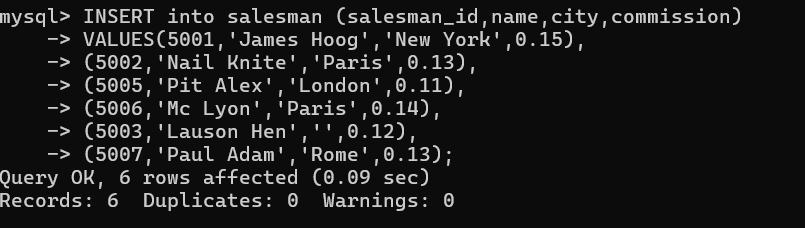 mysql> INSERT into salesman (salesman_id,name,city,commission)
    -> VALUES(5001,'James Hoog','New York',0.15),
    -> (5002,'Nail Knite','Paris',0.13),
    -> (5005,'Pit Alex','London',0.11),
    -> (5006,'Mc Lyon','Paris',0.14),
    -> (5003,'Lauson Hen','',0.12),
    -> (5007,'Paul Adam','Rome',0.13);
Query OK, 6 rows affected (0.09 sec)
Records: 6  Duplicates: 0  Warnings: 0